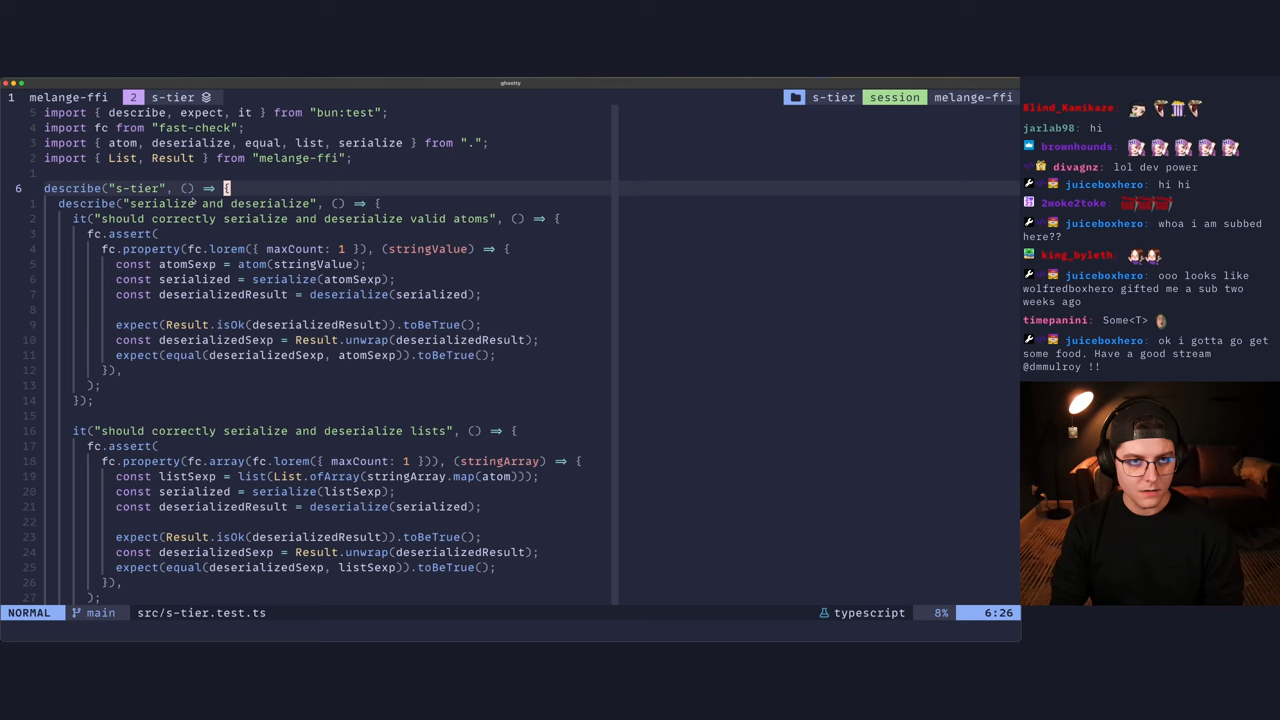 ghostty
1 melange-ffi 2 s-tier s-tier session melange-ffi
5 import { describe, expect, it } from "bun:test";
4 import fc from "fast-check";
3 import { atom, deserialize, equal, list, serialize } from ".";
2 import { List, Result } from "melange-ffi";
1
6 describe("s-tier", () => {
1 describe("serialize and deserialize", () => {
2 it("should correctly serialize and deserialize valid atoms", () => {
3 fc.assert(
4 fc.property(fc.lorem({ maxCount: 1 }), (stringValue) => {
5 const atomSexp = atom(stringValue);
6 const serialized = serialize(atomSexp);
7 const deserializedResult = deserialize(serialized);
8
9 expect(Result.isOk(deserializedResult)).toBeTrue();
10 const deserializedSexp = Result.unwrap(deserializedResult);
11 expect(equal(deserializedSexp, atomSexp)).toBeTrue();
12 }),
13 );
14 });
15
16 it("should correctly serialize and deserialize lists", () => {
17 fc.assert(
18 fc.property(fc.array(fc.lorem({ maxCount: 1 })), (stringArray) => {
19 const listSexp = list(List.ofArray(stringArray.map(atom)));
20 const serialized = serialize(listSexp);
21 const deserializedResult = deserialize(serialized);
22
23 expect(Result.isOk(deserializedResult)).toBeTrue();
24 const deserializedSexp = Result.unwrap(deserializedResult);
25 expect(equal(deserializedSexp, listSexp)).toBeTrue();
26 }),
27 );
NORMAL main src/s-tier.test.ts typescript 8% 6:26
Blind_Kamikaze:
jarlab98: hi
brownhounds:
divagnz: lol dev power
juiceboxhero: hi hi
2woke2toke:
juiceboxhero: whoa i am subbed
here??
king_byleth:
juiceboxhero: ooo looks like
wolfredboxhero gifted me a sub two
weeks ago
timepanini: Some<T>
juiceboxhero: ok i gotta go get
some food. Have a good stream
@dmmulroy !!